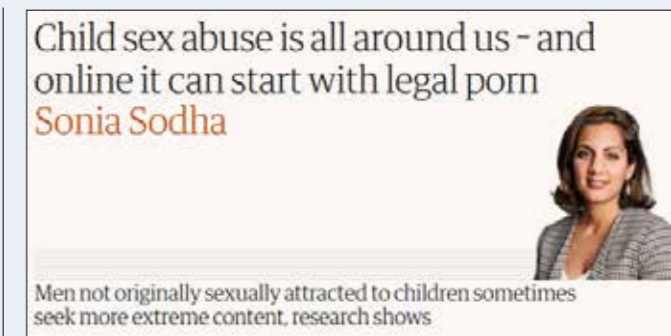 Child sex abuse is all around us – and
online it can start with legal porn
Sonia Sodha
Men not originally sexually attracted to children sometimes
seek more extreme content, research shows